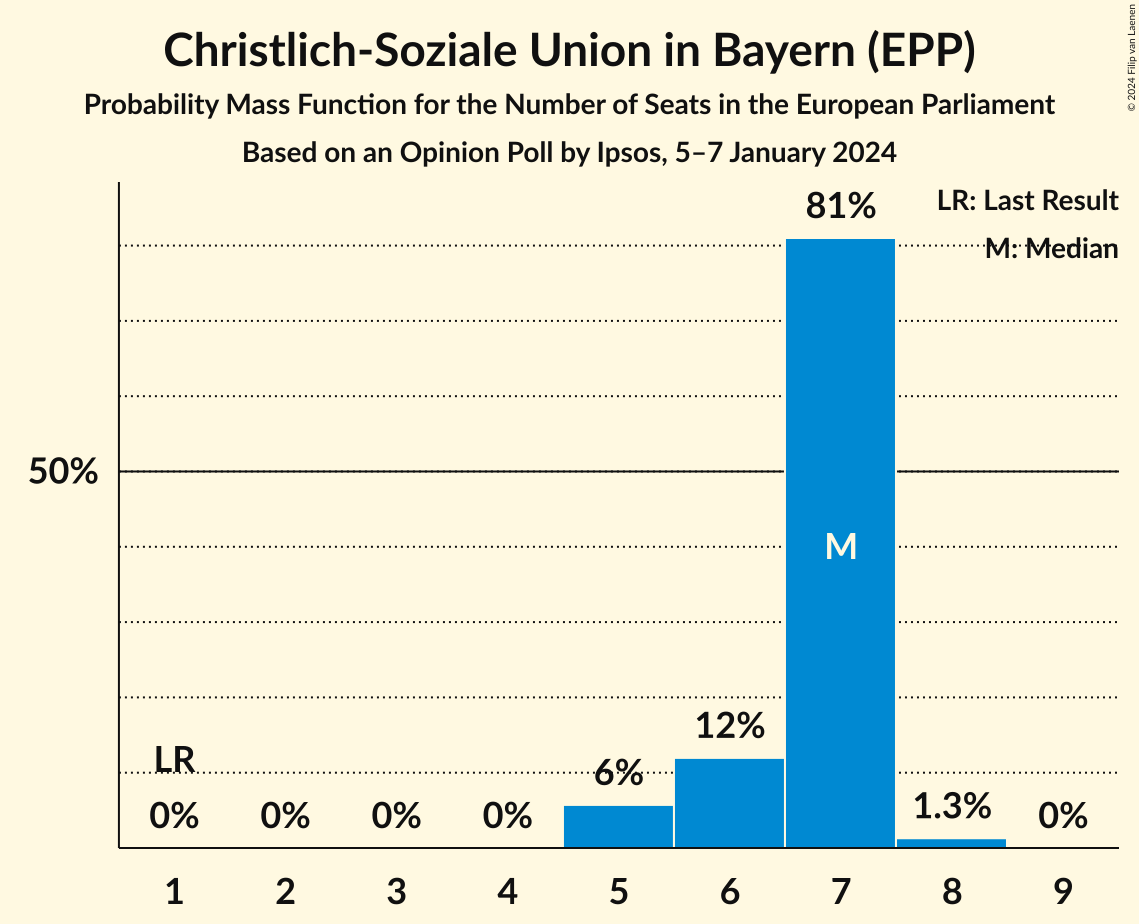 Christlich-Soziale Union in Bayern (EPP)
Probability Mass Function for the Number of Seats in the European Parliament
Based on an Opinion Poll by Ipsos, 5–7 January 2024
© 2024 Filip van Laenen
LR: Last Result
M: Median
81%
50%
M
12%
LR
6%
0%
0%
0%
0%
1.3%
0%
1 2 3 4 5 6 7 8 9